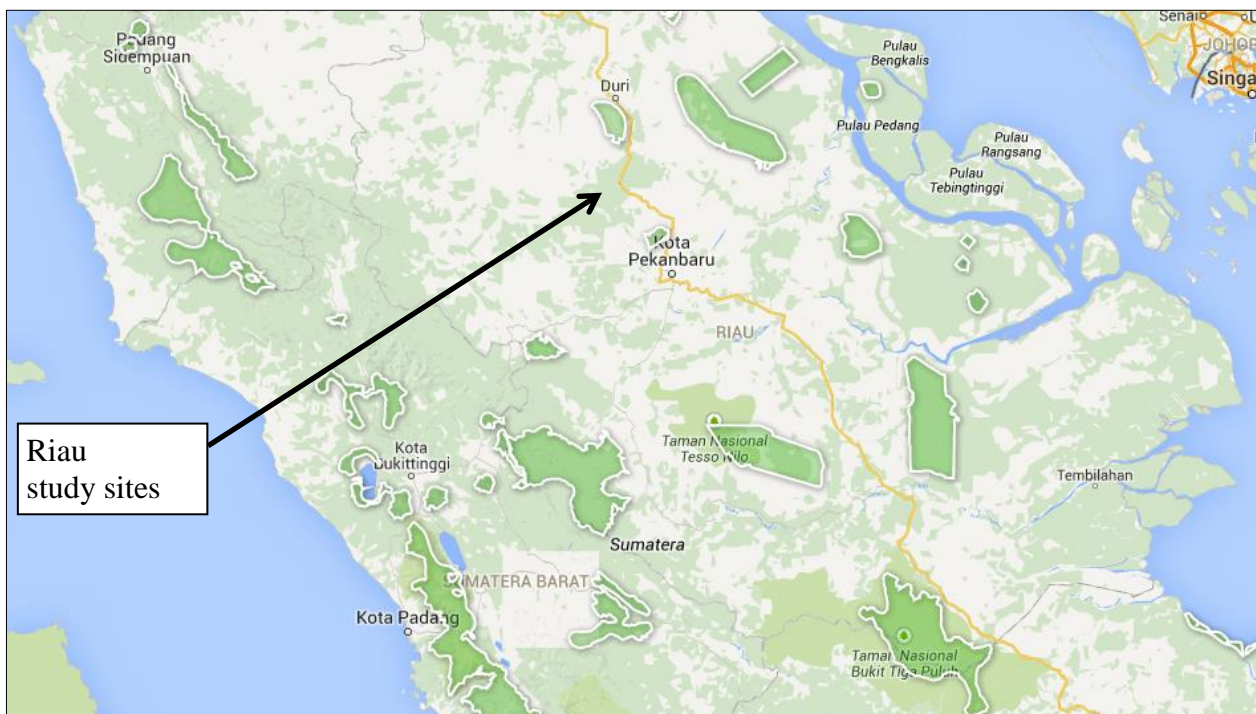 Senai
JOHOR
Singa
Padang
Sidempuan
Duri
Pulau
Bengkalis
Pulau Pedang
Pulau
Rangsang
Pulau
Tebingtinggi
Kota
Pekanbaru
RIAU
Riau
study sites
Kota
Bukittinggi
Taman Nasional
Tesso Nilo
Tembilahan
Sumatera
SUMATERA BARAT
Kota Padang
Taman Nasional
Bukit Tiga Puluh